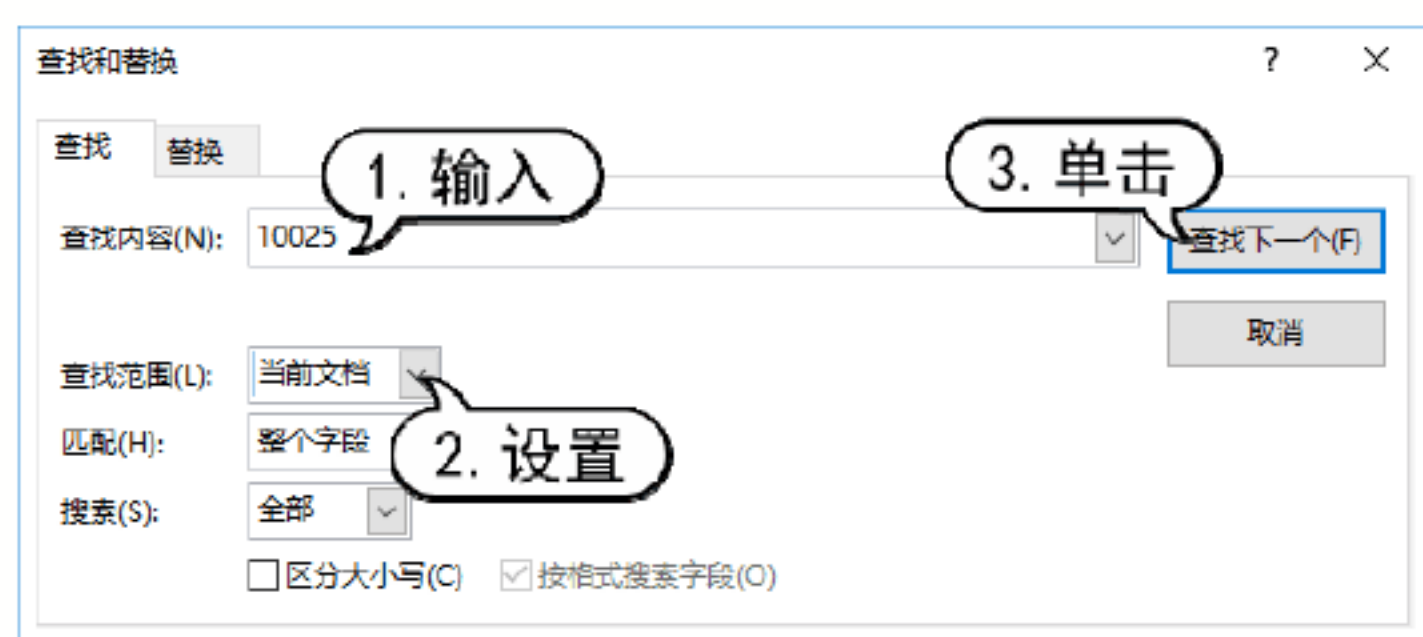 查找和替换 ?
查找 替换
1. 输入
3. 单击
查找内容(N): 10025 查找下一个(F)
取消
查找范围(L): 当前文档
匹配(H): 整个字段
2. 设置
搜索(S): 全部
区分大小写(C) 按格式搜索字段(O)